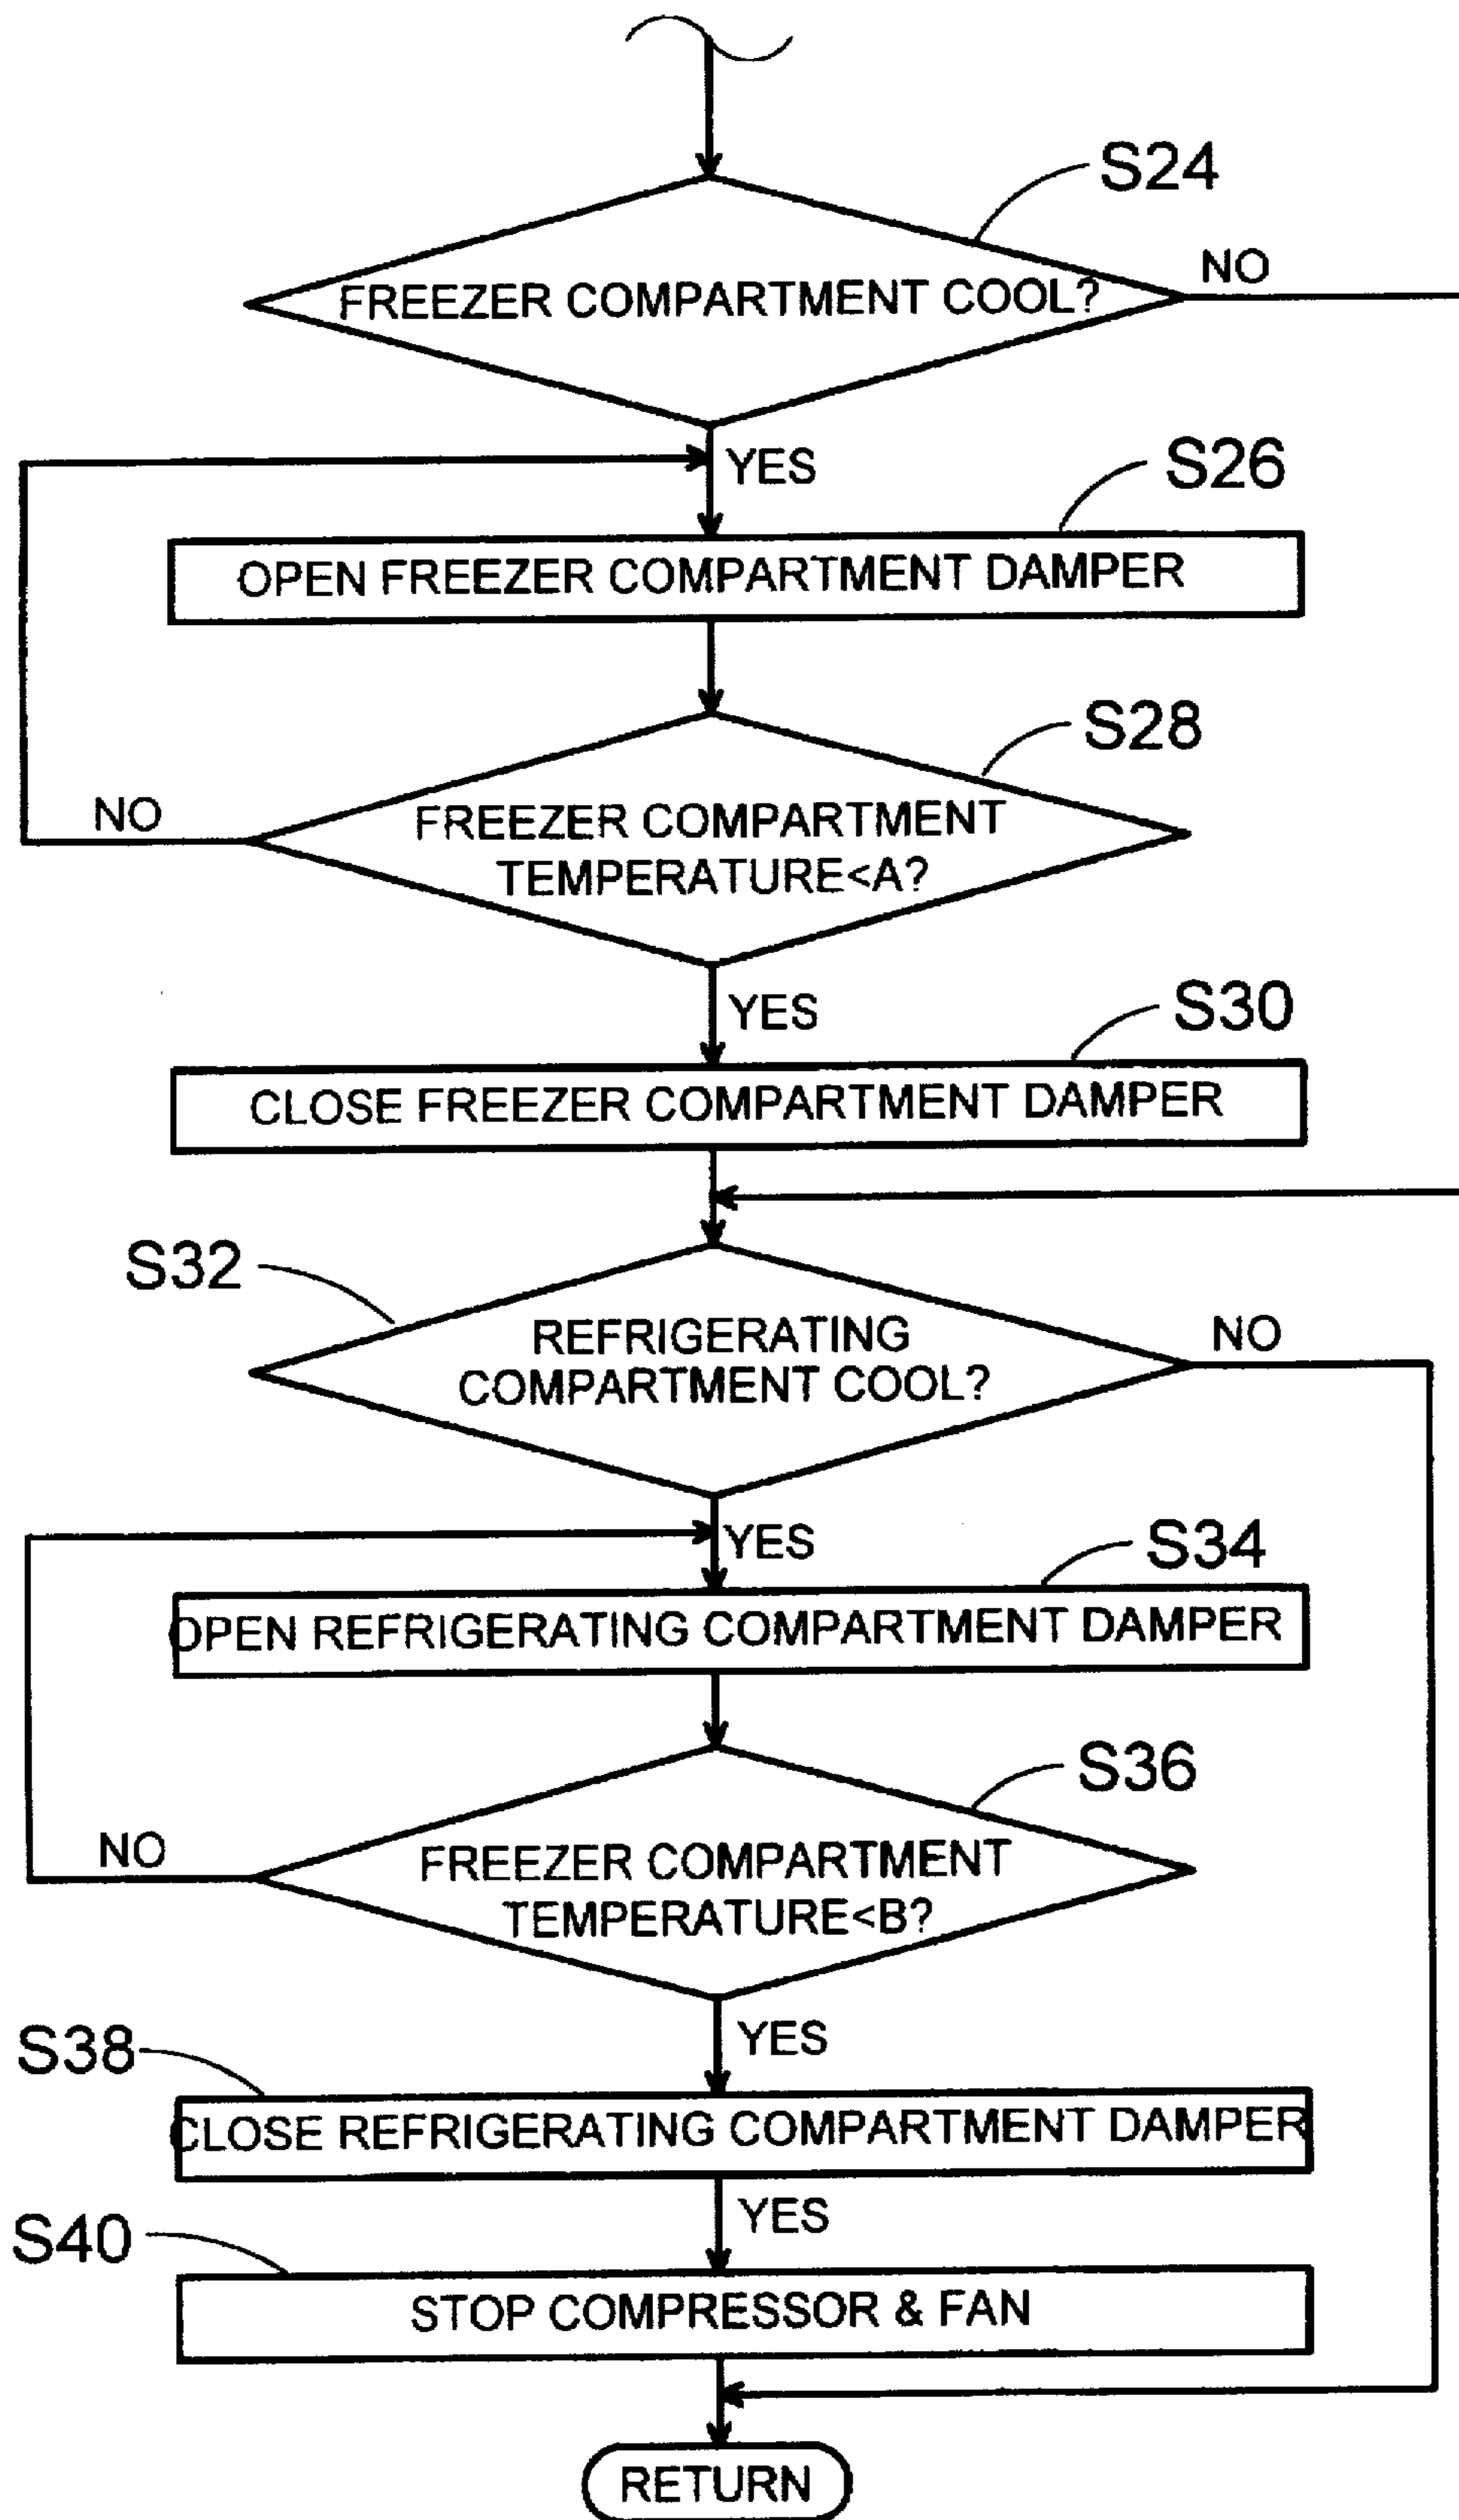 S24
NO
FREEZER COMPARTMENT COOL?
YES
S26
OPEN FREEZER COMPARTMENT DAMPER
S28
NO
FREEZER COMPARTMENT
TEMPERATURE<A?
YES
S30
CLOSE FREEZER COMPARTMENT DAMPER
S32
NO
REFRIGERATING
COMPARTMENT COOL?
YES
S34
OPEN REFRIGERATING COMPARTMENT DAMPER
S36
NO
FREEZER COMPARTMENT
TEMPERATURE<B?
YES
S38
CLOSE REFRIGERATING COMPARTMENT DAMPER
YES
S40
STOP COMPRESSOR & FAN
RETURN